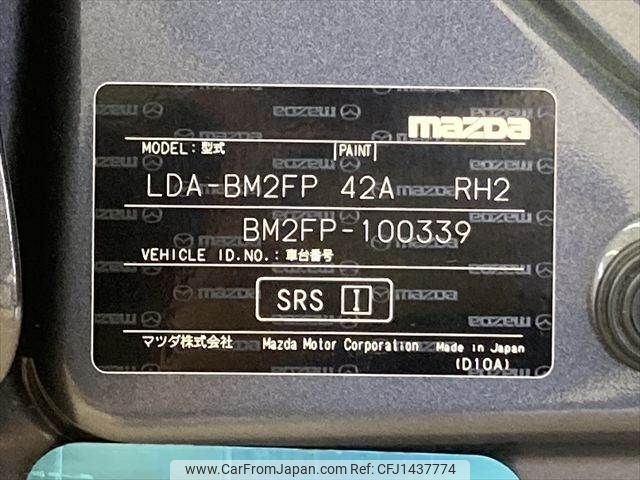 mazda
MODEL:型式 PAINT
LDA-BM2FP 42A RH2
BM2FP-100339
VEHICLE ID.NO.:車台番号
SRS I
マツダ株式会社 Mazda Motor Corporation Made in Japan
(D10A)
www.CarFromJapan.com - CFJ1437774